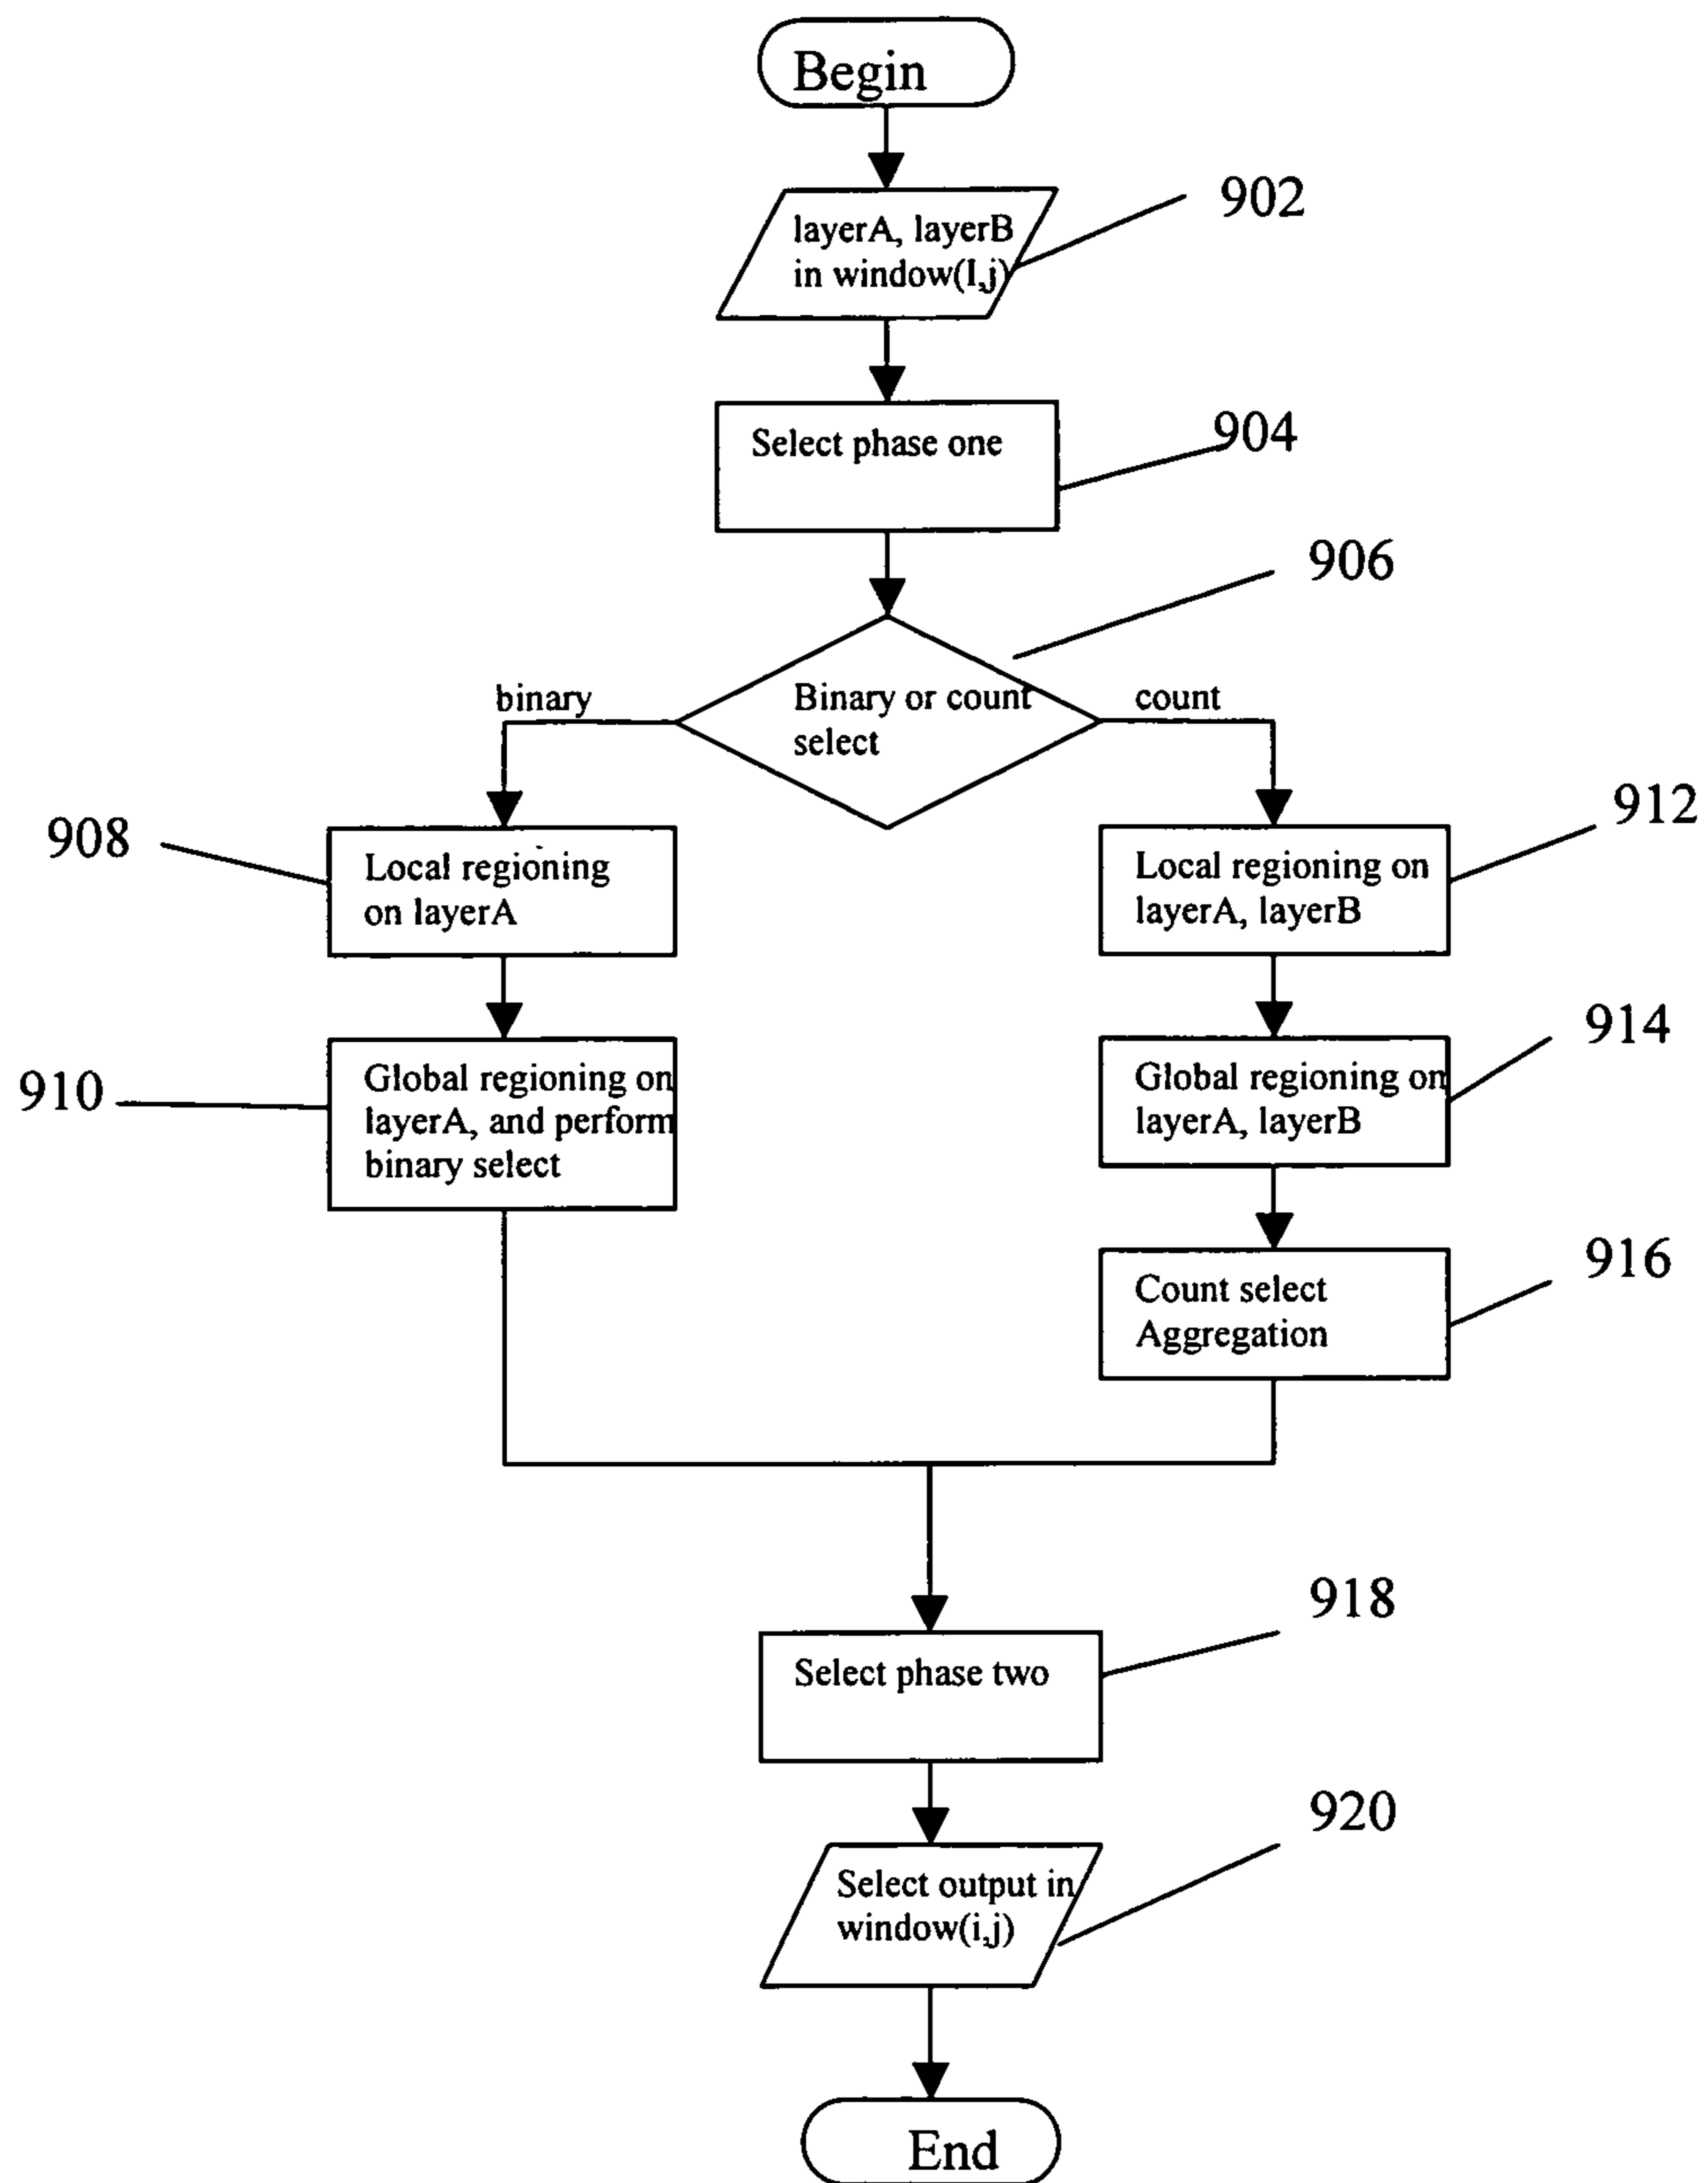 Begin
layerA, layerB
in window(I,j)
902
Select phase one
904
906
Binary or count
select
binary
count
908
Local regioning
on layerA
912
Local regioning on
layerA, layerB
910
Global regioning on
layerA, and perform
binary select
914
Global regioning on
layerA, layerB
916
Count select
Aggregation
918
Select phase two
920
Select output in
window(i,j)
End